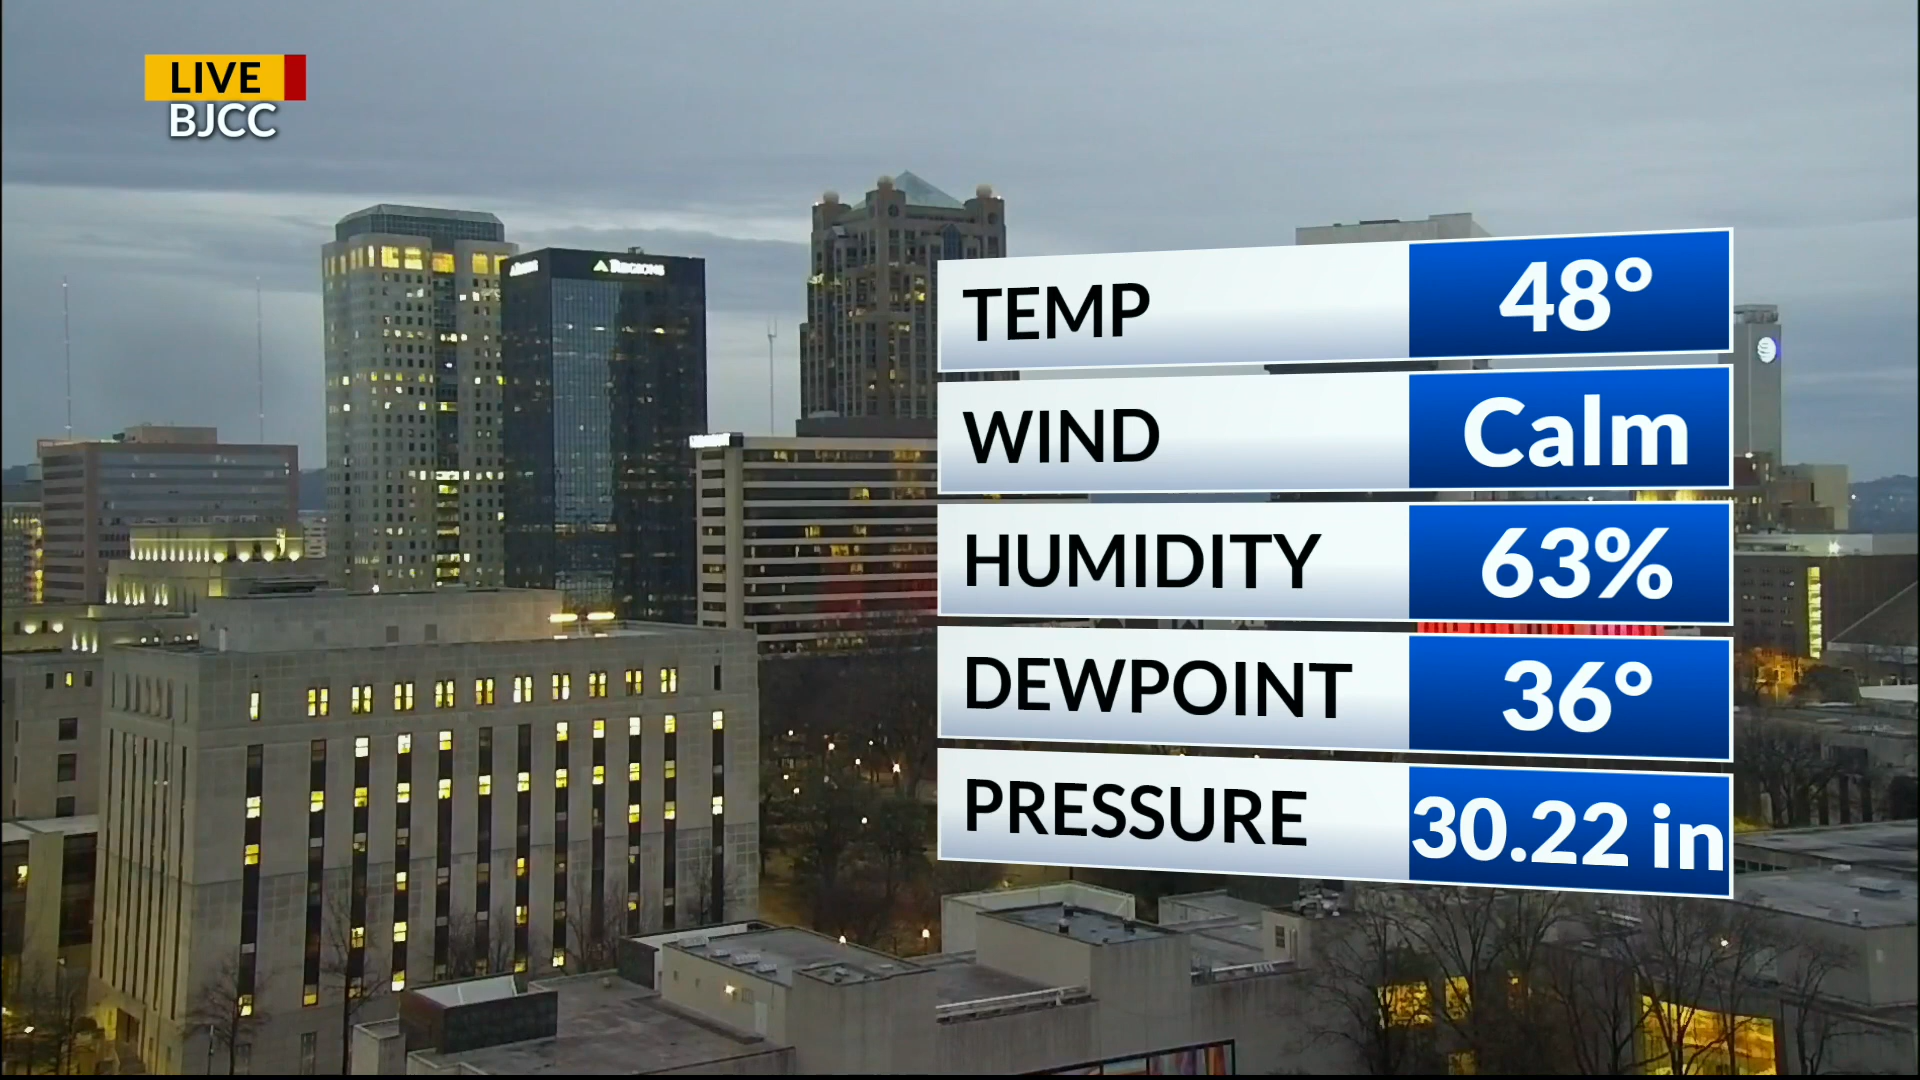 LIVE
BJCC
REGIONS
TEMP 48°
WIND Calm
HUMIDITY 63%
DEWPOINT 36°
PRESSURE 30.22 in